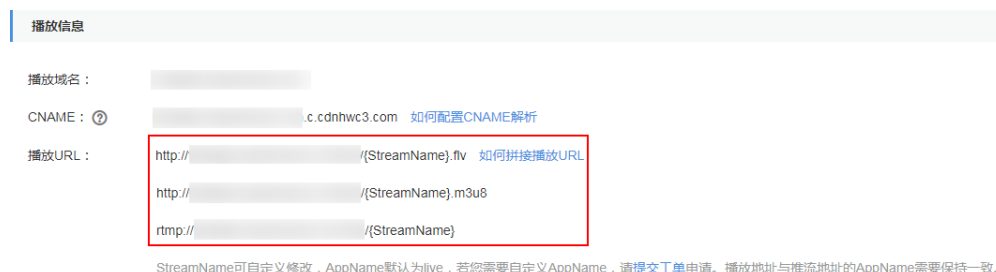 播放信息
播放域名：
CNAME： ? .c.cdnhwc3.com 如何配置CNAME解析
播放URL： http:// /{StreamName}.flv 如何拼接播放URL
http:// /{StreamName}.m3u8
rtmp:// /{StreamName}
StreamName可自定义修改，AppName默认为live，若您需要自定义AppName，请提交工单申请。播放地址与推流地址的AppName需要保持一致。